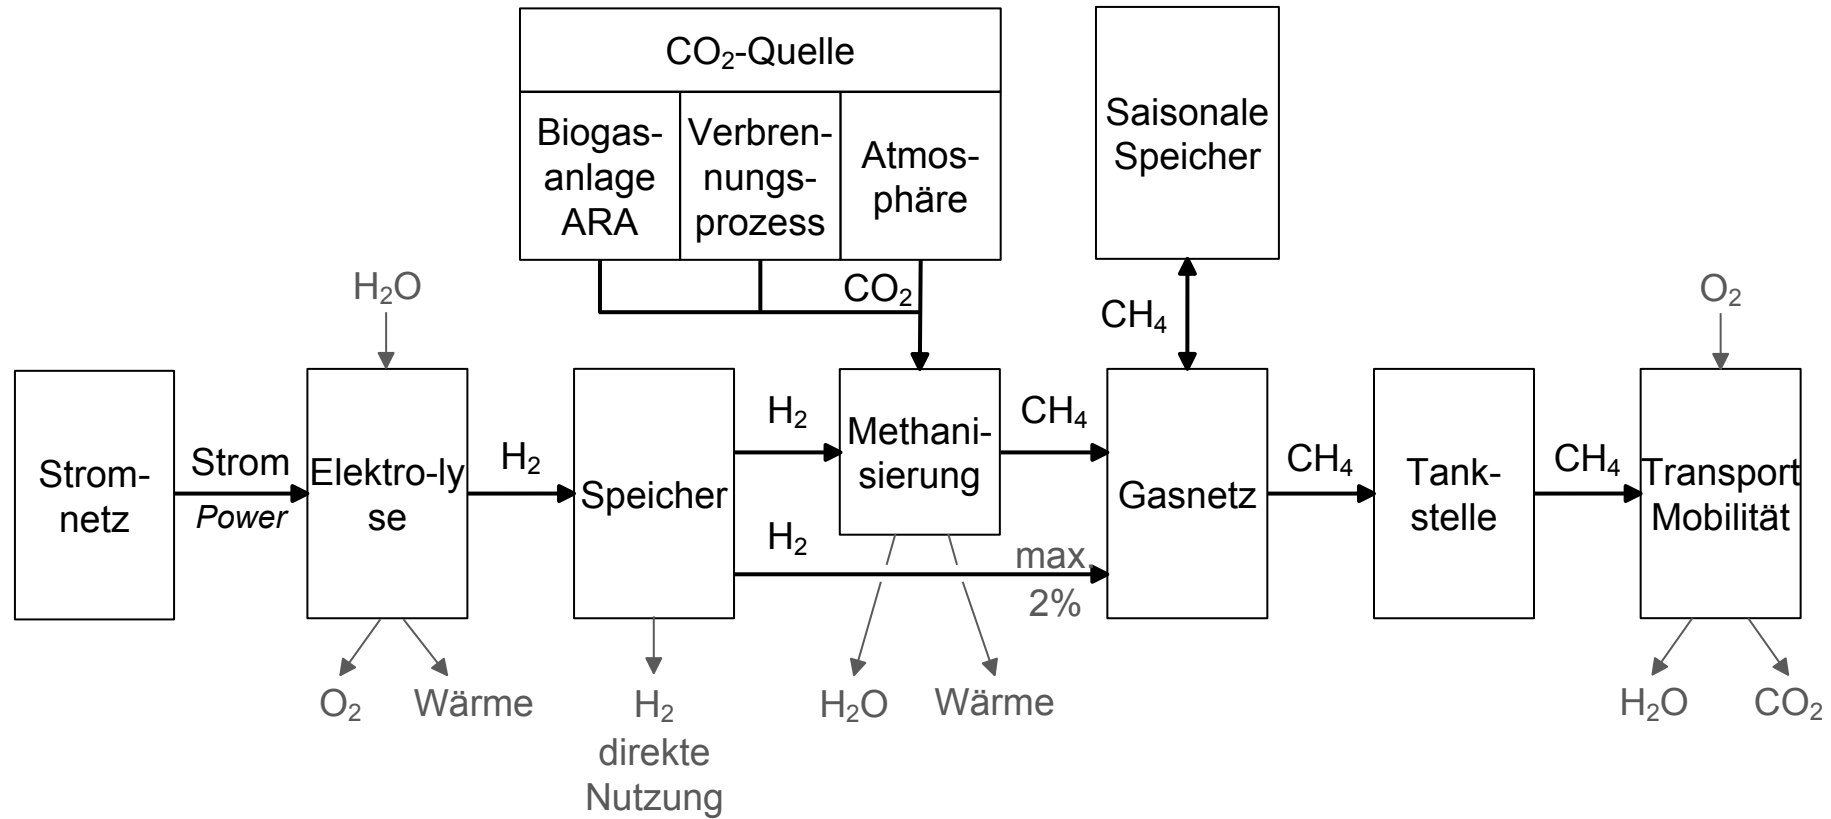 CO₂-Quelle
Biogas-
anlage
ARA
Verbren-
nungs-
prozess
Atmos-
phäre
Saisonale
Speicher
H₂O
CO₂
CH₄
O₂
Strom-
netz
Strom
Power
Elektro-ly
se
H₂
Speicher
H₂
H₂
Methani-
sierung
CH₄
max.
2%
Gasnetz
CH₄
Tank-
stelle
CH₄
Transport
Mobilität
O₂
Wärme
H₂
direkte
Nutzung
H₂O
Wärme
H₂O
CO₂